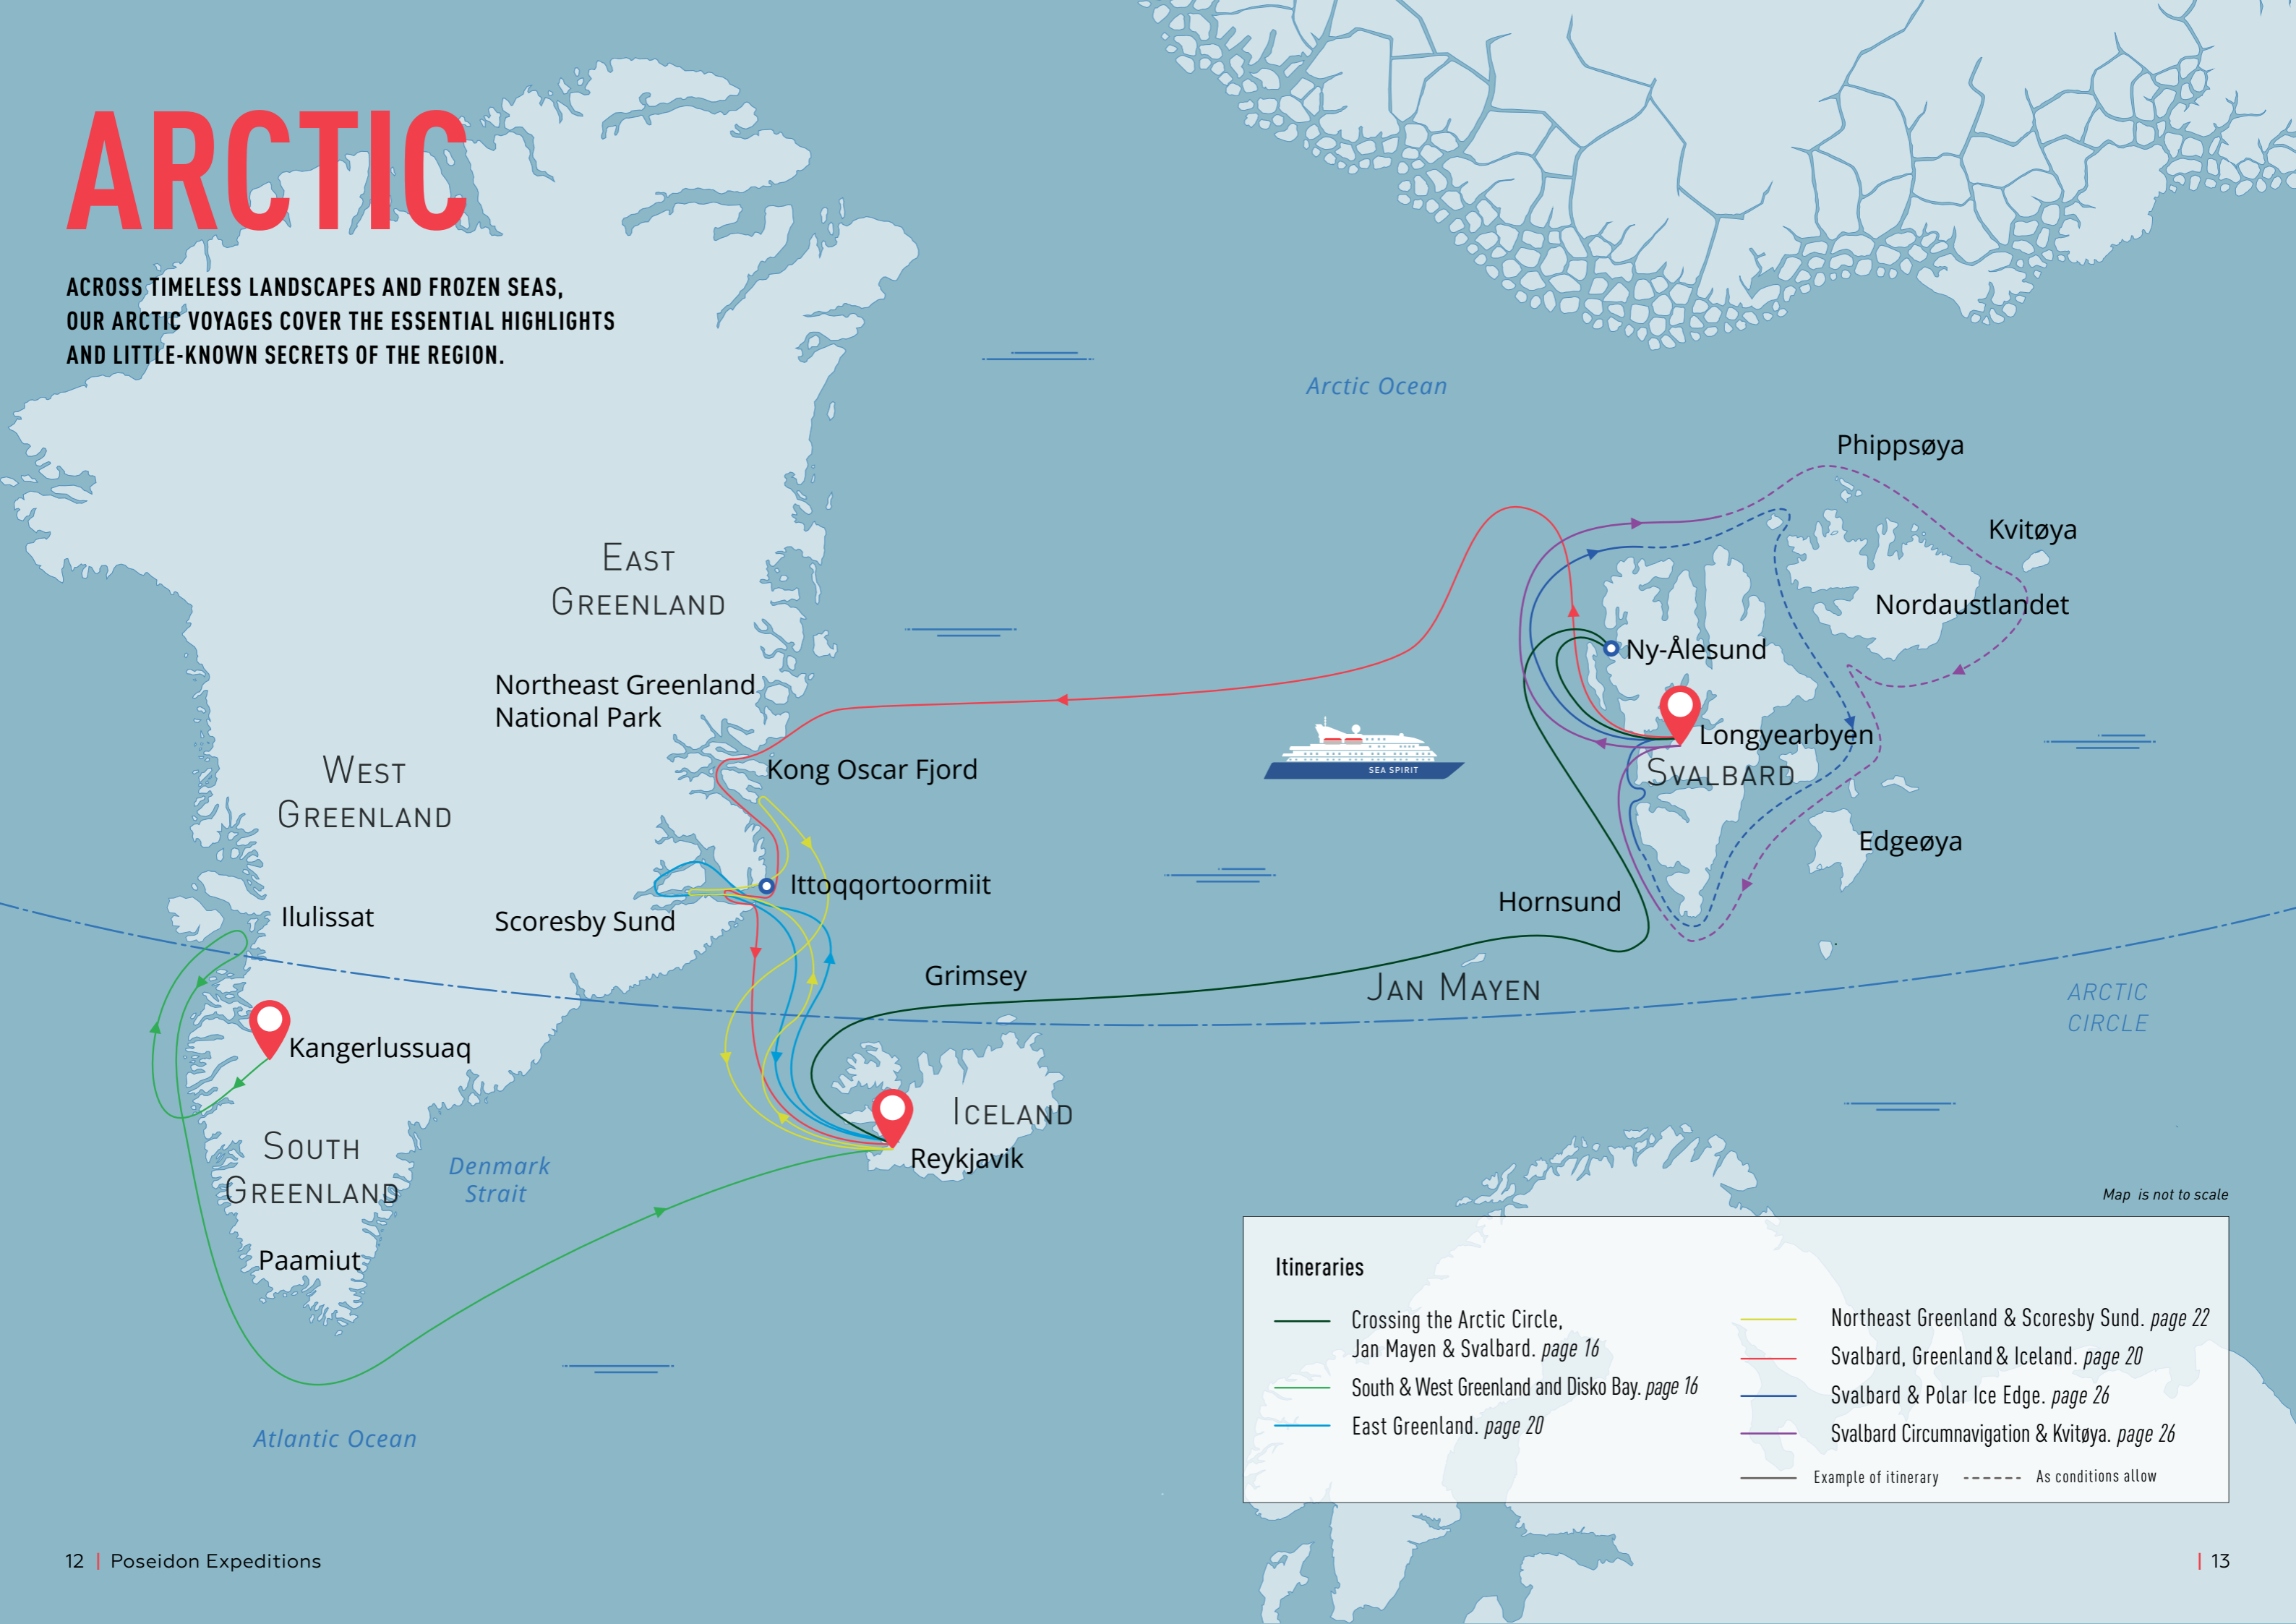 ARCTIC
ACROSS TIMELESS LANDSCAPES AND FROZEN SEAS,
OUR ARCTIC VOYAGES COVER THE ESSENTIAL HIGHLIGHTS
AND LITTLE-KNOWN SECRETS OF THE REGION.
Arctic Ocean
Phippsøya
Kvitøya
Nordaustlandet
Ny-Ålesund
Longyearbyen
SVALBARD
Edgeøya
Hornsund
EAST
GREENLAND
Northeast Greenland
National Park
WEST
GREENLAND
Kong Oscar Fjord
SEA SPIRIT
Ittoqqortoormiit
Scoresby Sund
Ilulissat
Grimsey
JAN MAYEN
ARCTIC
CIRCLE
Kangerlussuaq
ICELAND
Reykjavik
SOUTH
GREENLAND
Denmark
Strait
Paamiut
Atlantic Ocean
Map is not to scale
Itineraries
Crossing the Arctic Circle,
Jan Mayen & Svalbard. page 16
South & West Greenland and Disko Bay. page 16
East Greenland. page 20
Northeast Greenland & Scoresby Sund. page 22
Svalbard, Greenland & Iceland. page 20
Svalbard & Polar Ice Edge. page 26
Svalbard Circumnavigation & Kvitøya. page 26
Example of itinerary
As conditions allow
12 | Poseidon Expeditions
| 13